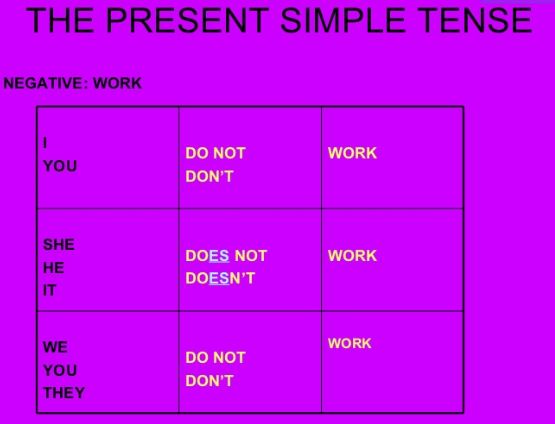 THE PRESENT SIMPLE TENSE
NEGATIVE: WORK
I
YOU
DO NOT
DON'T
WORK
SHE
HE
IT
DOES NOT
DOESN'T
WORK
WE
YOU
THEY
DO NOT
DON'T
WORK